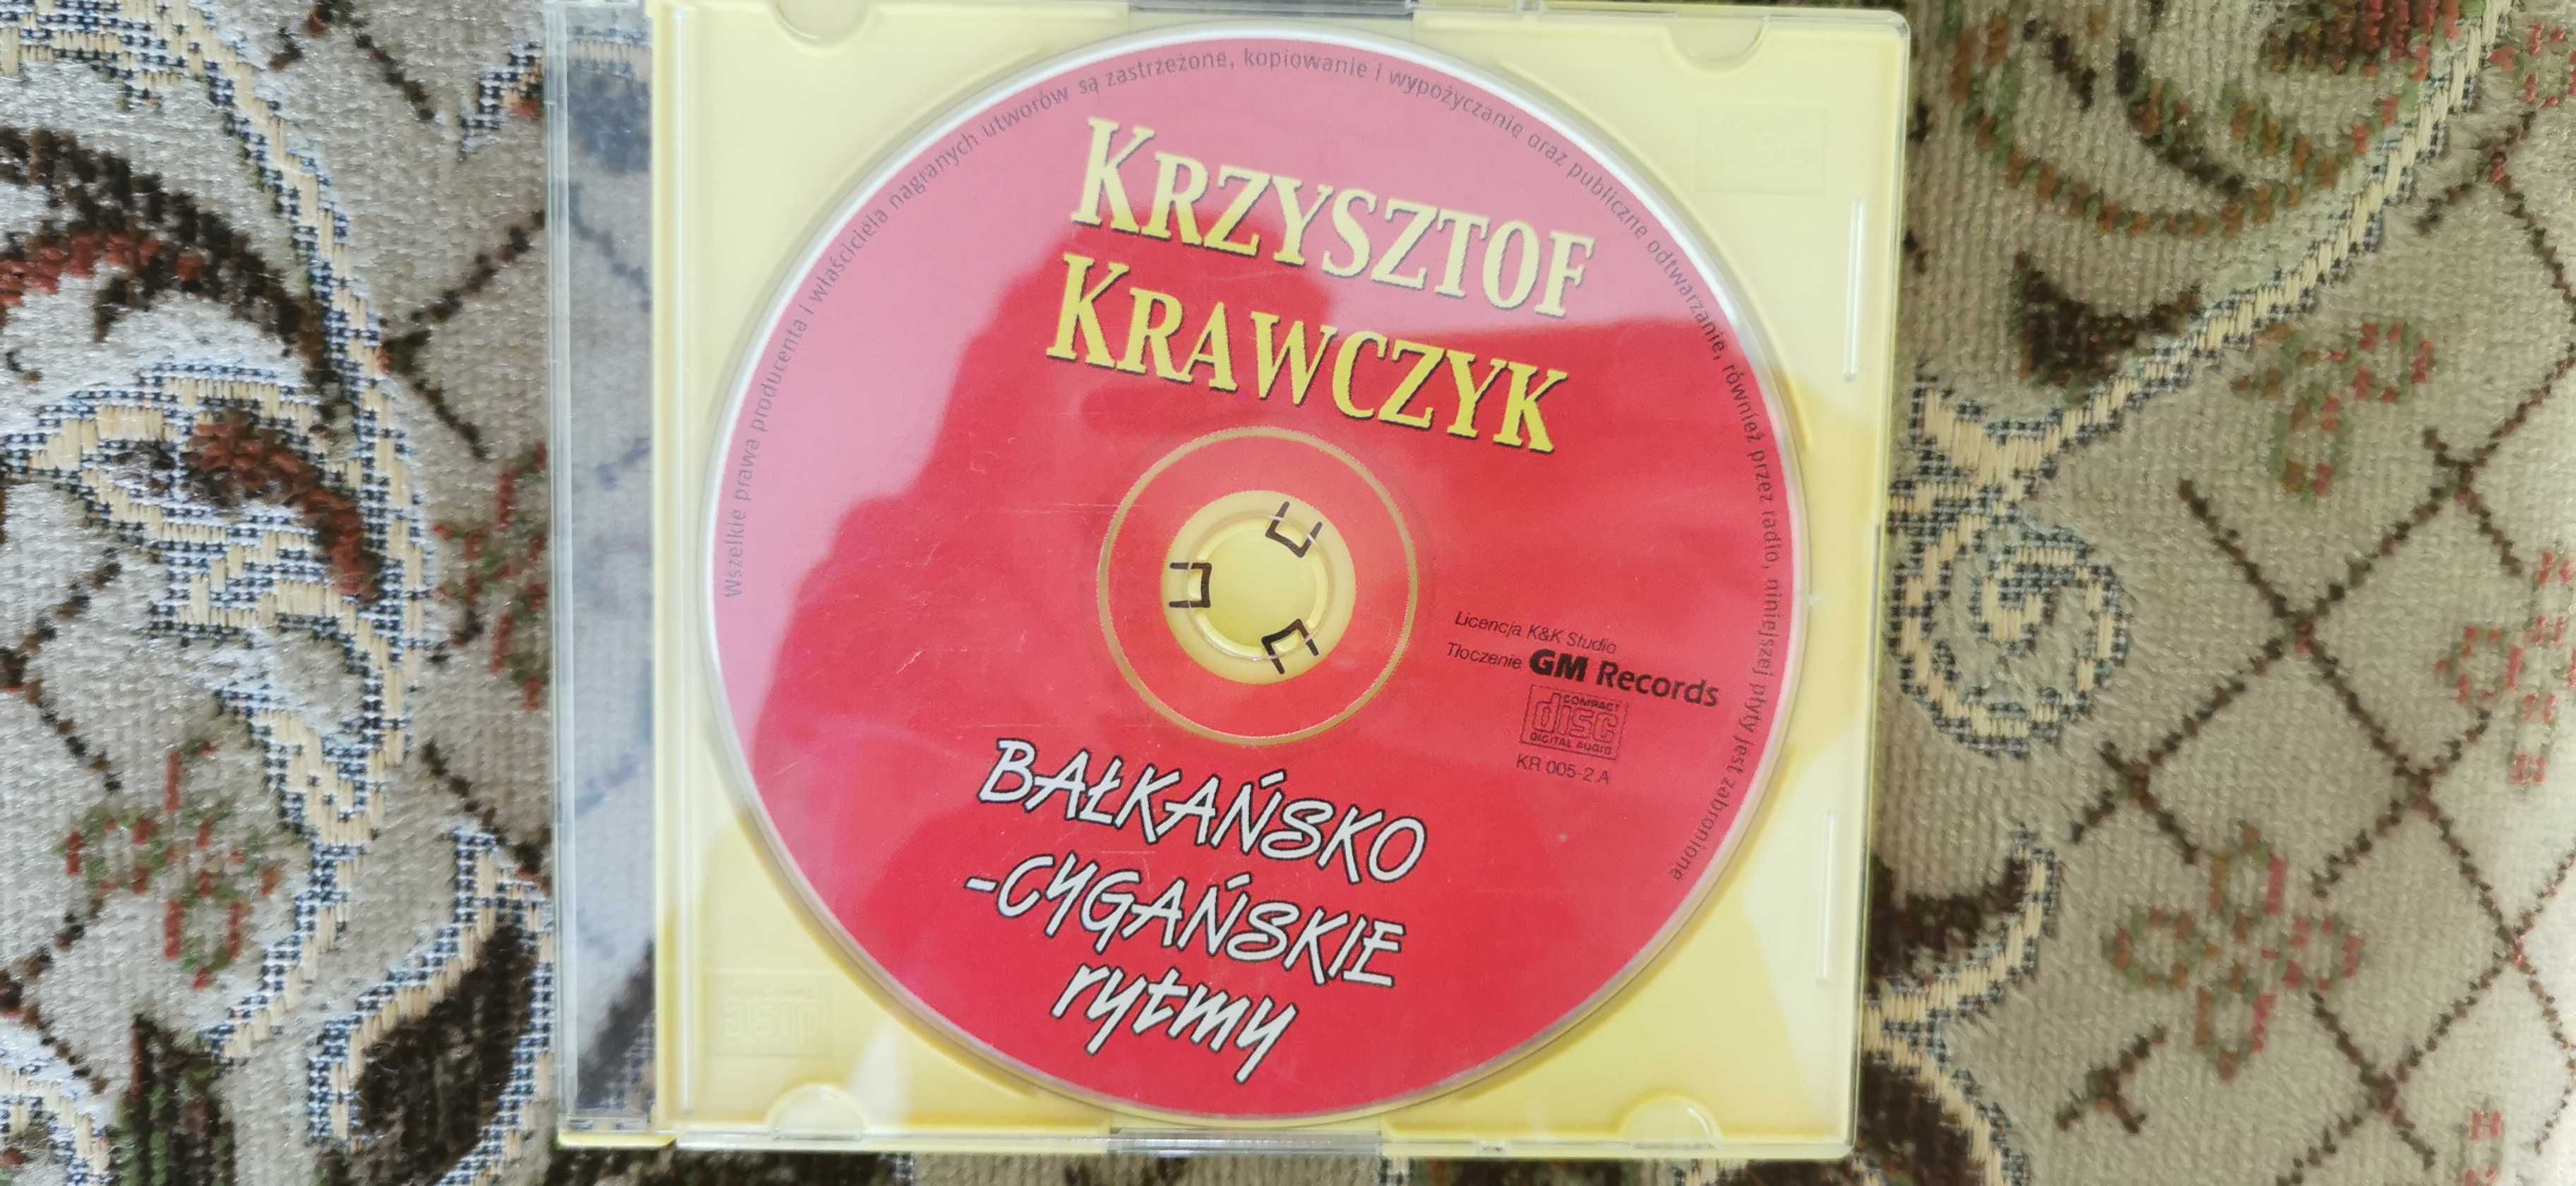 Wszelkie prawa producenta i właściciela nagranych utworów są zastrzeżone, kopiowanie i wypożyczanie oraz publiczne odtwarzanie, również przez radio, niniejszej płyty jest zabronione
KRZYSZTOF
KRAWCZYK
Licencja K&K Studio
Tłoczenie GM Records
COMPACT
disc
DIGITAL AUDIO
KR 005-2 A
BAŁKAŃSKO
-CYGAŃSKIE
rytmy